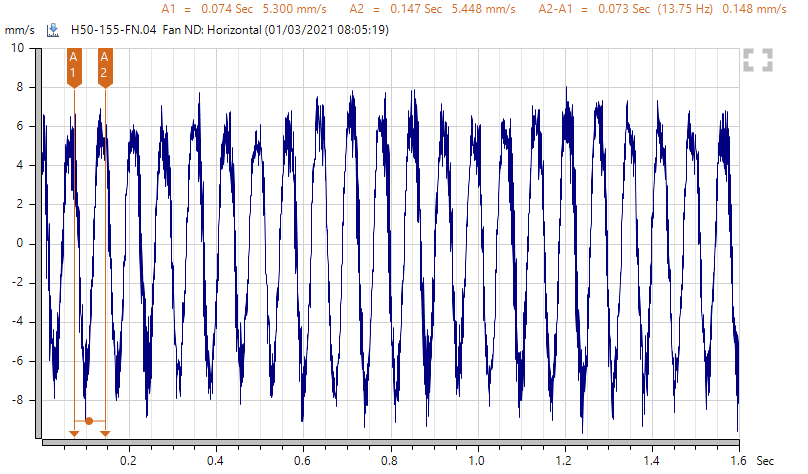 A1 = 0.074 Sec 5.300 mm/s A2 = 0.147 Sec 5.448 mm/s A2-A1 = 0.073 Sec (13.75 Hz) 0.148 mm/s
mm/s H50-155-FN.04 Fan ND: Horizontal (01/03/2021 08:05:19)
10
A A
1 2
8
6
4
2
0
-2
-4
-6
-8
0.2 0.4 0.6 0.8 1.0 1.2 1.4 1.6 Sec